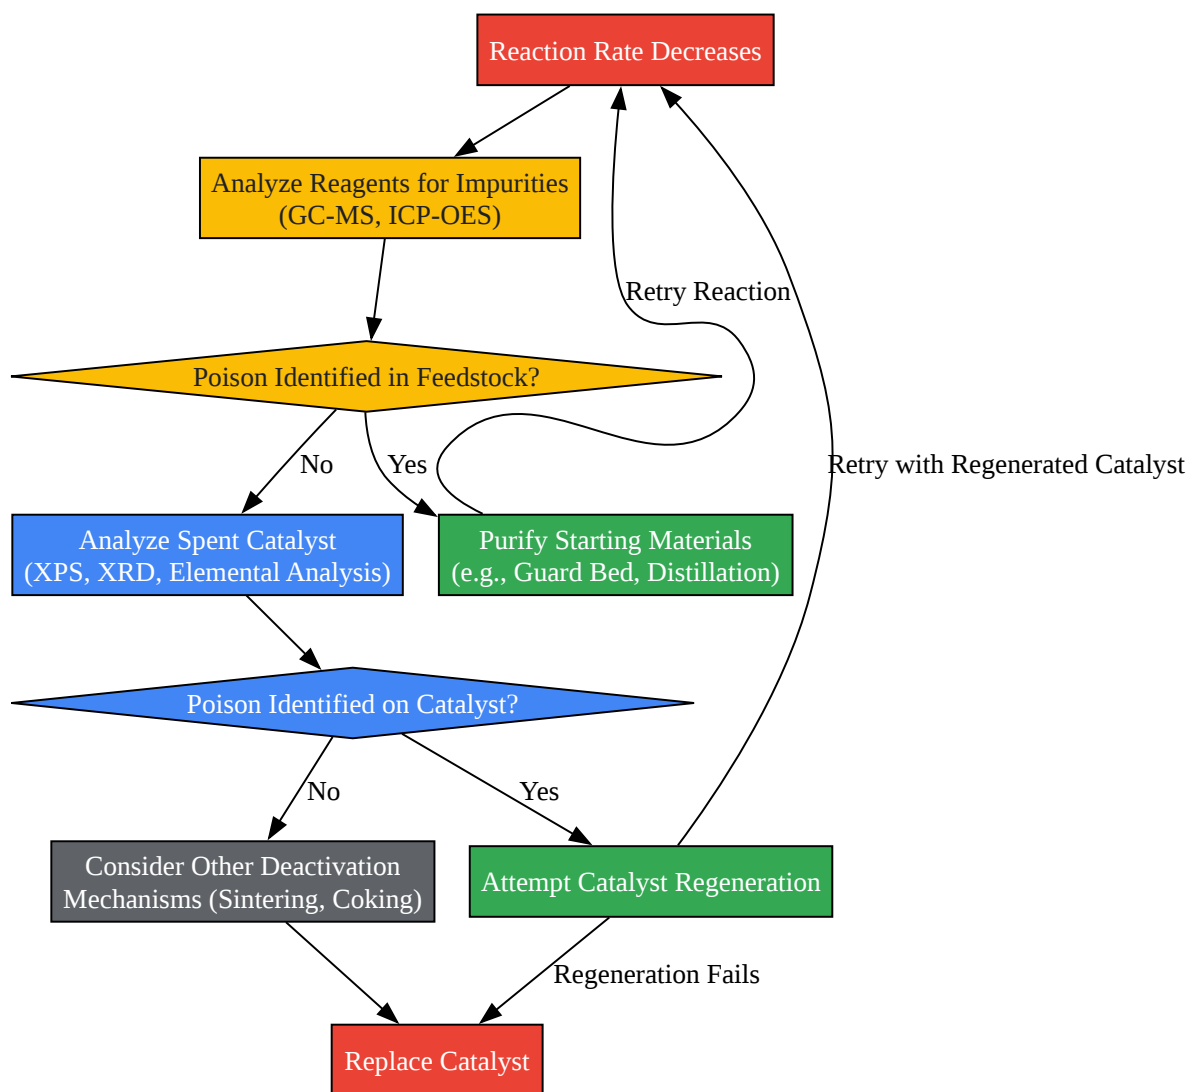 Reaction Rate Decreases
Analyze Reagents for Impurities
(GC-MS, ICP-OES)
Retry Reaction
Poison Identified in Feedstock?
No
Yes
Retry with Regenerated Catalyst
Analyze Spent Catalyst
(XPS, XRD, Elemental Analysis)
Purify Starting Materials
(e.g., Guard Bed, Distillation)
Poison Identified on Catalyst?
No
Yes
Consider Other Deactivation
Mechanisms (Sintering, Coking)
Attempt Catalyst Regeneration
Regeneration Fails
Replace Catalyst